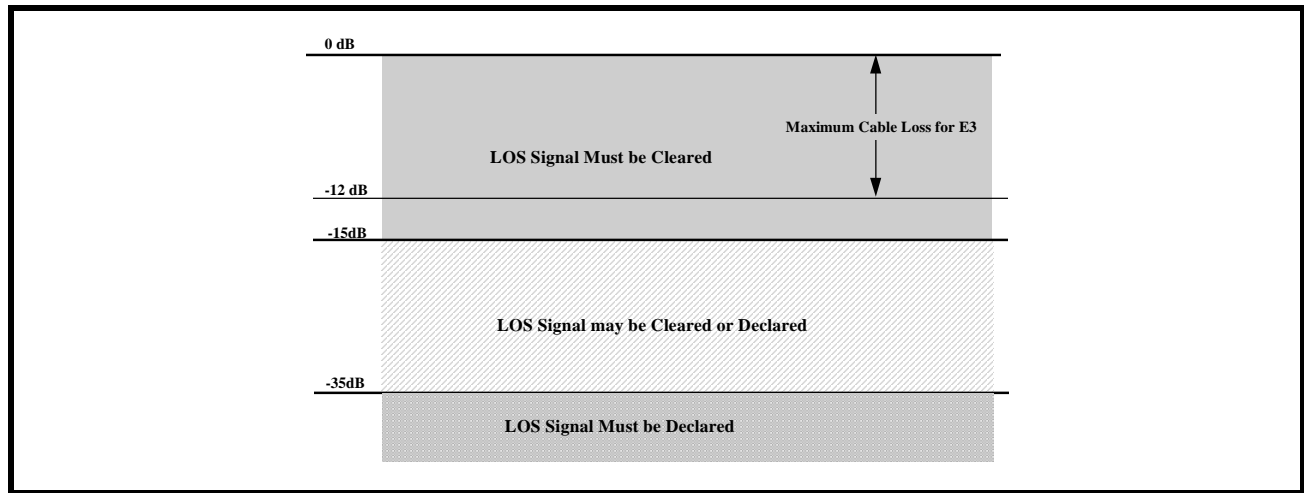 0 dB
Maximum Cable Loss for E3
LOS Signal Must be Cleared
-12 dB
-15dB
LOS Signal may be Cleared or Declared
-35dB
LOS Signal Must be Declared